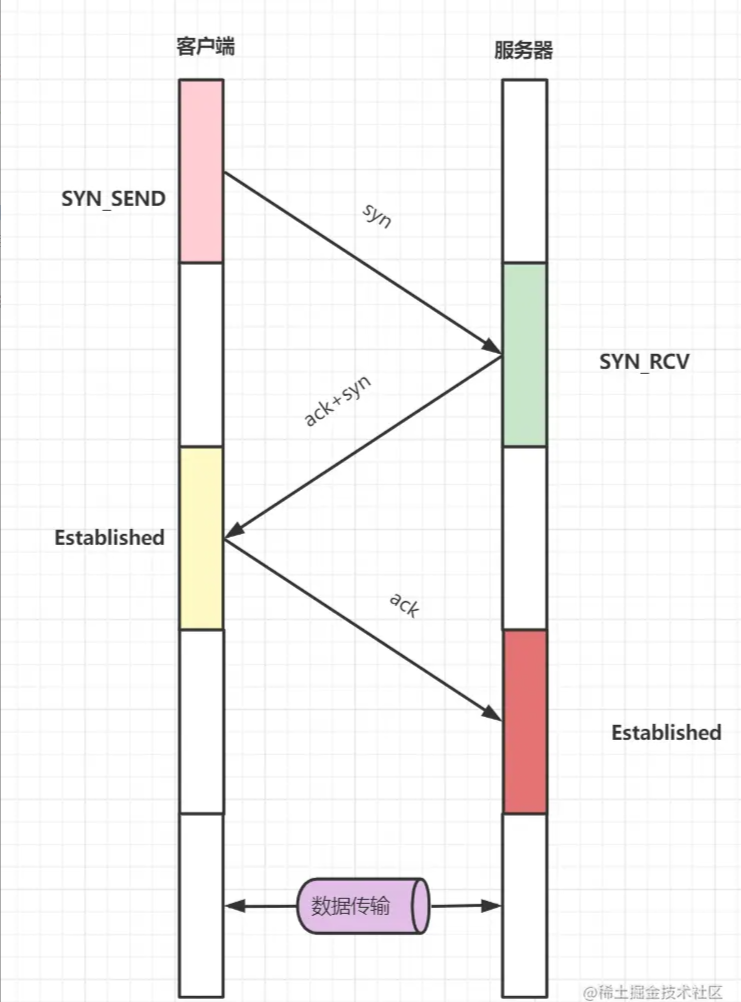 客户端
服务器
SYN_SEND
syn
SYN_RCV
ack+syn
Established
ack
Established
数据传输
@稀土掘金技术社区